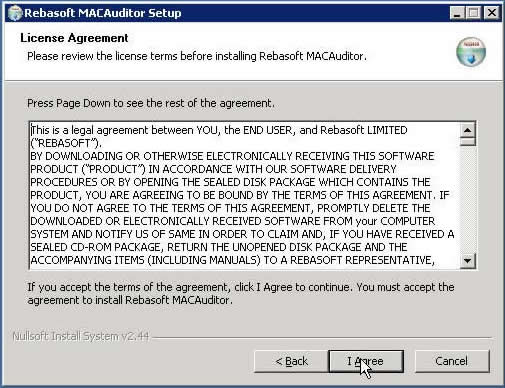 Rebasoft MACAuditor Setup
License Agreement
Please review the license terms before installing Rebasoft MACAuditor.
Press Page Down to see the rest of the agreement.
This is a legal agreement between YOU, the END USER, and Rebasoft LIMITED
("REBASOFT").
BY DOWNLOADING OR OTHERWISE ELECTRONICALLY RECEIVING THIS SOFTWARE
PRODUCT ("PRODUCT") IN ACCORDANCE WITH OUR SOFTWARE DELIVERY
PROCEDURES OR BY OPENING THE SEALED DISK PACKAGE WHICH CONTAINS THE
PRODUCT, YOU ARE AGREEING TO BE BOUND BY THE TERMS OF THIS AGREEMENT. IF
YOU DO NOT AGREE TO THE TERMS OF THIS AGREEMENT, PROMPTLY DELETE THE
DOWNLOADED OR ELECTRONICALLY RECEIVED SOFTWARE FROM your COMPUTER
SYSTEM AND NOTIFY US OF SAME IN ORDER TO CLAIM AND, IF YOU HAVE RECEIVED A
SEALED CD-ROM PACKAGE, RETURN THE UNOPENED DISK PACKAGE AND THE
ACCOMPANYING ITEMS (INCLUDING MANUALS) TO A REBASOFT REPRESENTATIVE,
If you accept the terms of the agreement, click I Agree to continue. You must accept the
agreement to install Rebasoft MACAuditor.
Nullsoft Install System v2.44
< Back
I Agree
Cancel